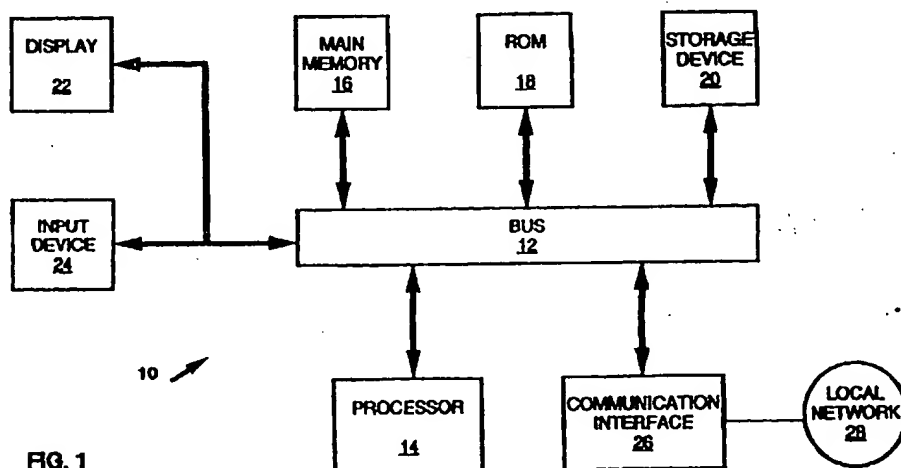 DISPLAY
22
MAIN
MEMORY
16
ROM
18
STORAGE
DEVICE
20
INPUT
DEVICE
24
BUS
12
10
PROCESSOR
14
COMMUNICATION
INTERFACE
26
LOCAL
NETWORK
28
FIG. 1